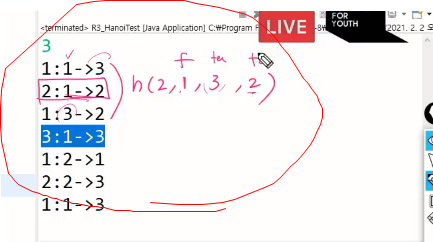 <terminated> R3_HanoiTest [Java Application] C:\Program F
LIVE
FOR
YOUTH
2021. 2. 2
3
1:1->3
2:1->2
1:3->2
3:1->3
1:2->1
2:2->3
1:1->3
f
h(2, 1, 3, , 2)